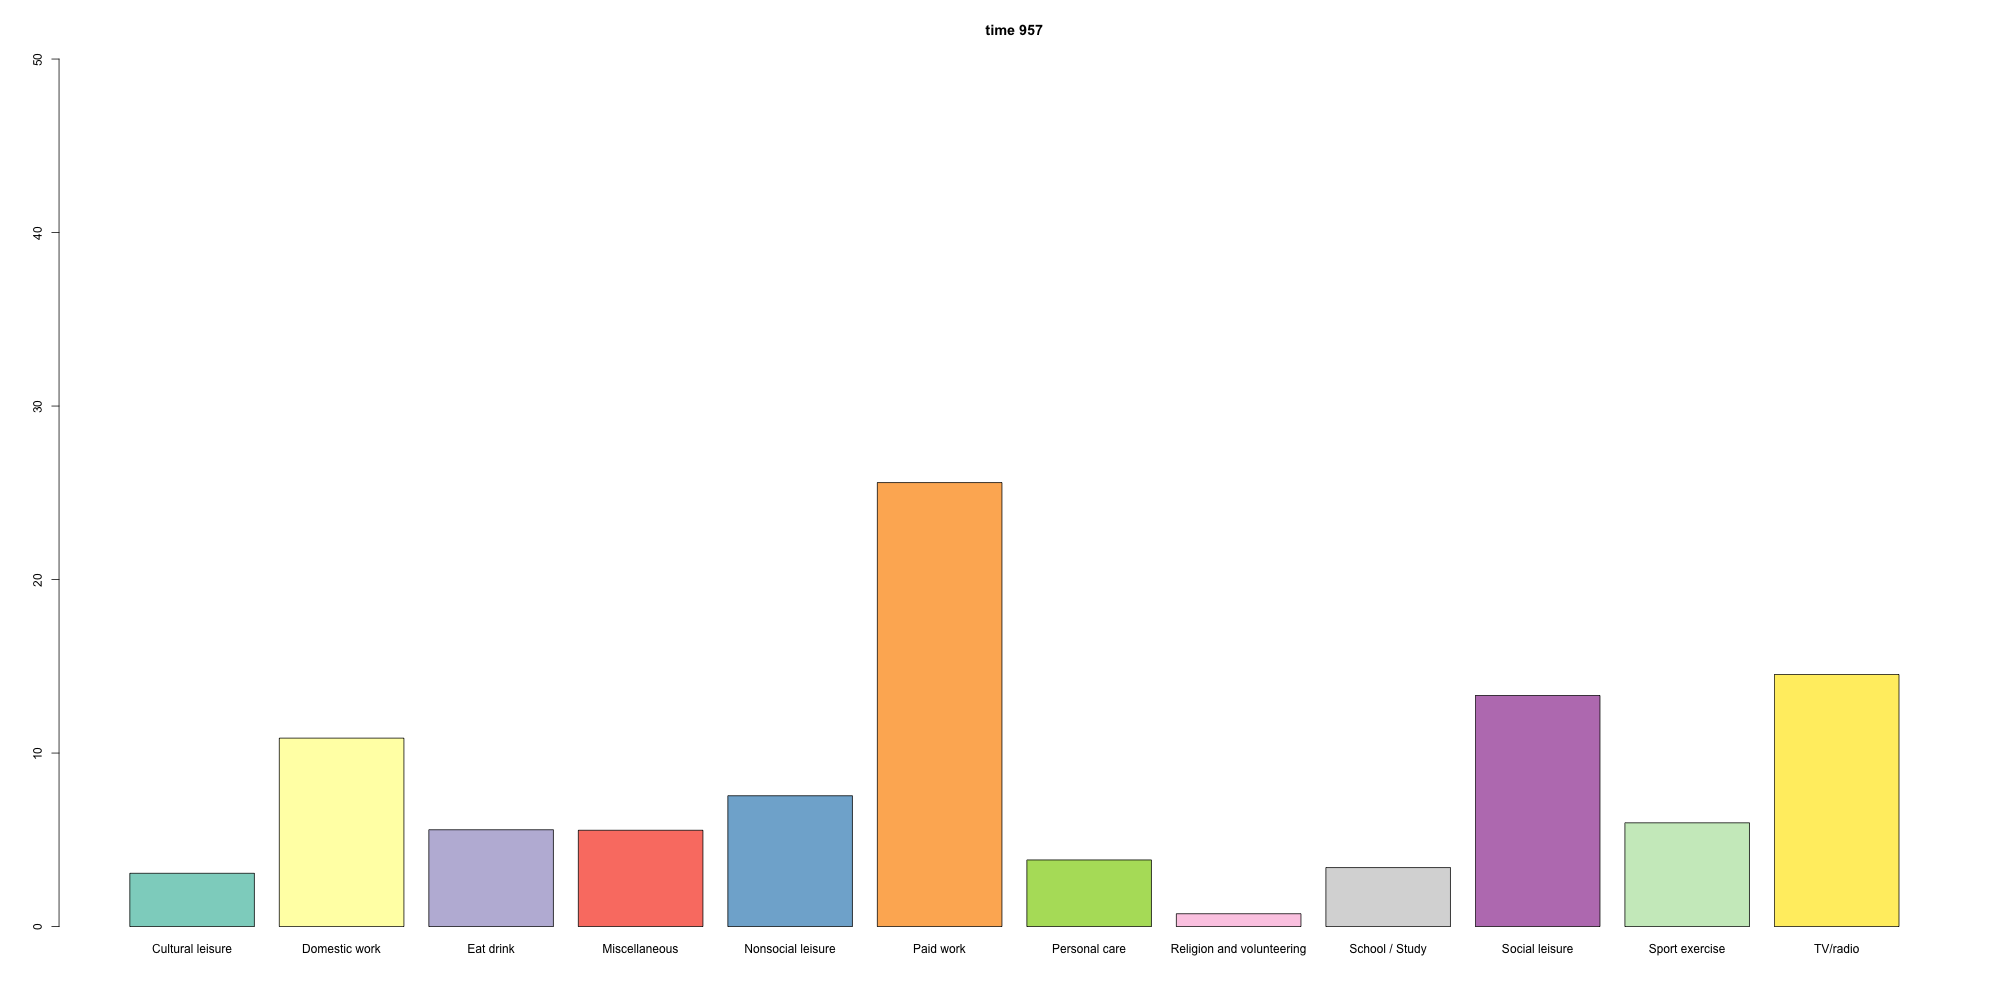 time 957
50
40
30
20
10
0
Cultural leisure
Domestic work
Eat drink
Miscellaneous
Nonsocial leisure
Paid work
Personal care
Religion and volunteering
School / Study
Social leisure
Sport exercise
TV/radio